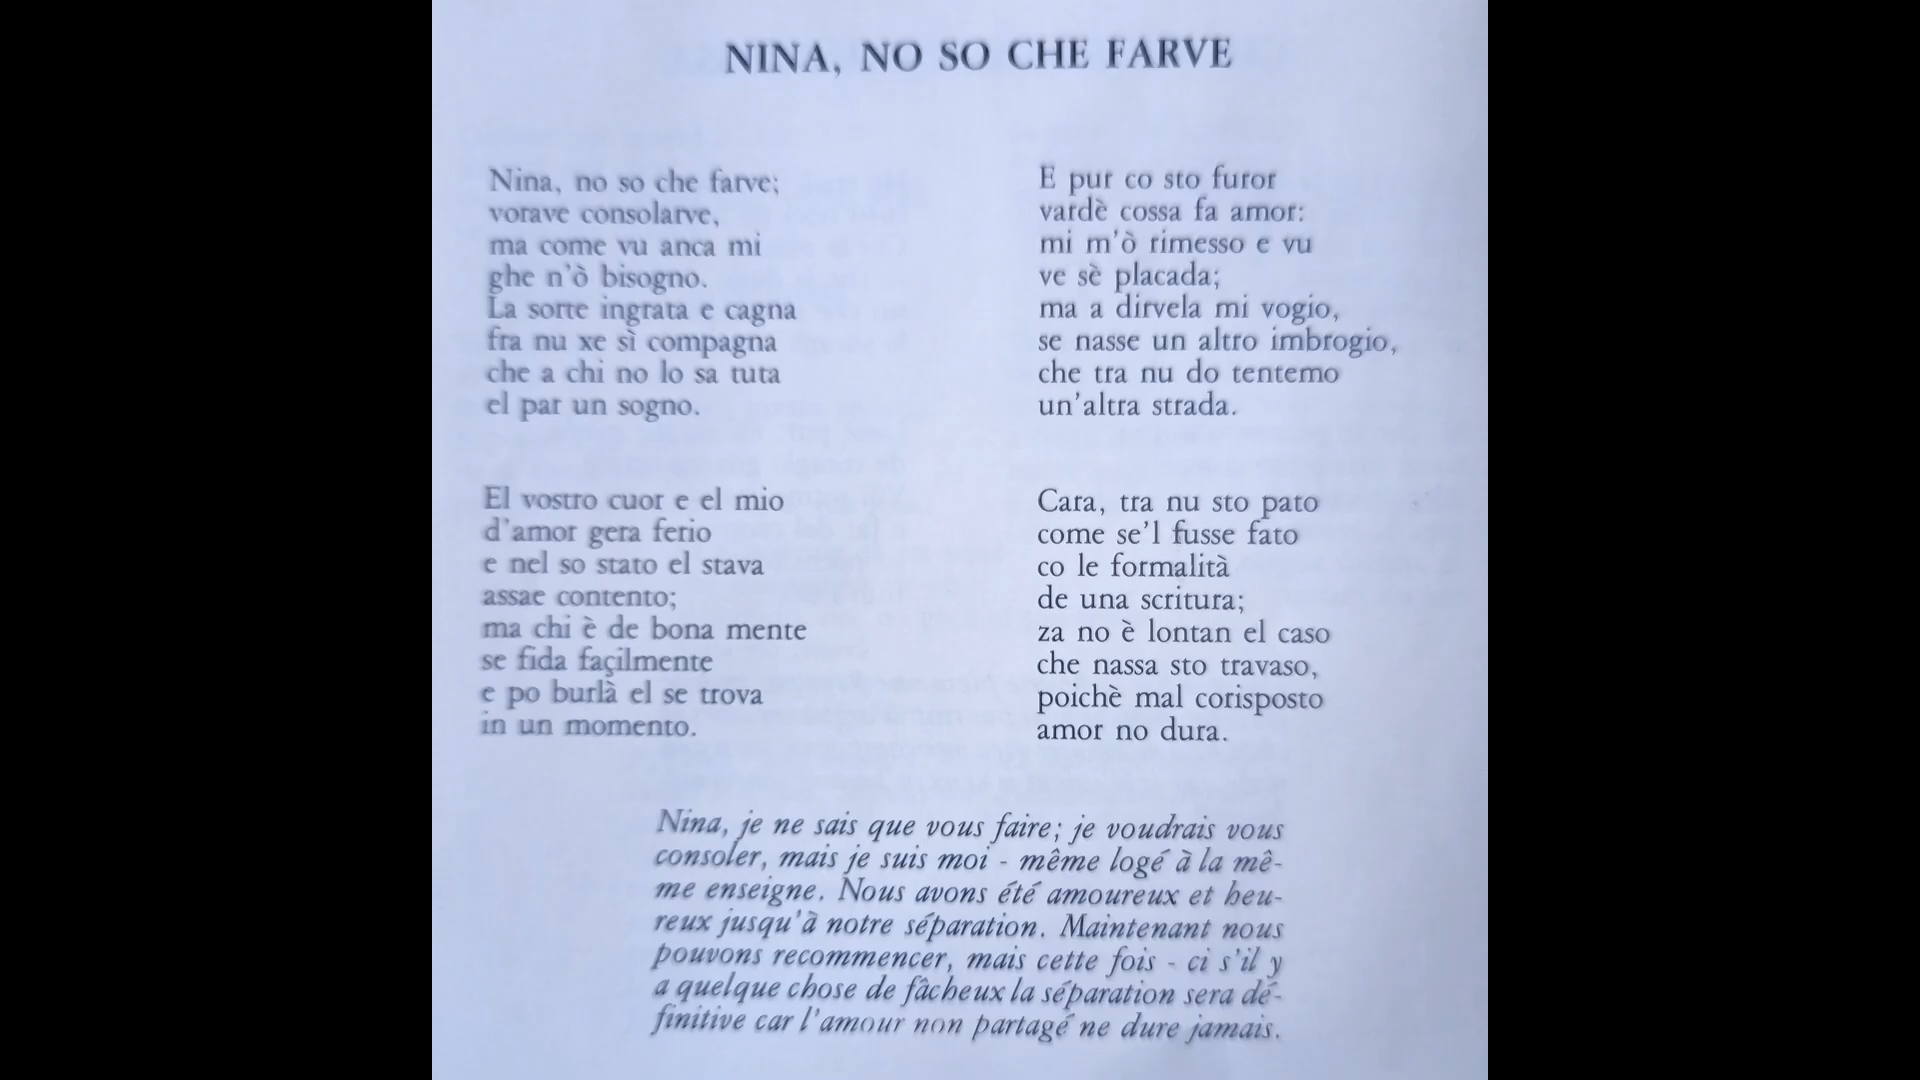 NINA, NO SO CHE FARVE
Nina, no so che farve;
vorave consolarve,
ma come vu anca mi
ghe n'ò bisogno.
La sorte ingrata e cagna
fra nu xe sì compagna
che a chi no lo sa tuta
el par un sogno.
El vostro cuor e el mio
d'amor gera ferio
e nel so stato el stava
assae contento;
ma chi è de bona mente
se fida façilmente
e po burlà el se trova
in un momento.
E pur co sto furor
vardè cossa fa amor:
mi m'ò rimesso e vu
ve sè placada;
ma a dirvela mi vogio,
se nasse un altro imbrogio,
che tra nu do tentemo
un'altra strada.
Cara, tra nu sto pato
come se'l fusse fato
co le formalità
de una scritura;
za no è lontan el caso
che nassa sto travaso,
poichè mal corisposto
amor no dura.
Nina, je ne sais que vous faire; je voudrais vous
consoler, mais je suis moi - même logé à la mê-
me enseigne. Nous avons été amoureux et heu-
reux jusqu'à notre séparation. Maintenant nous
pouvons recommencer, mais cette fois - ci s'il y
a quelque chose de fâcheux la séparation sera dé-
finitive car l'amour non partagé ne dure jamais.